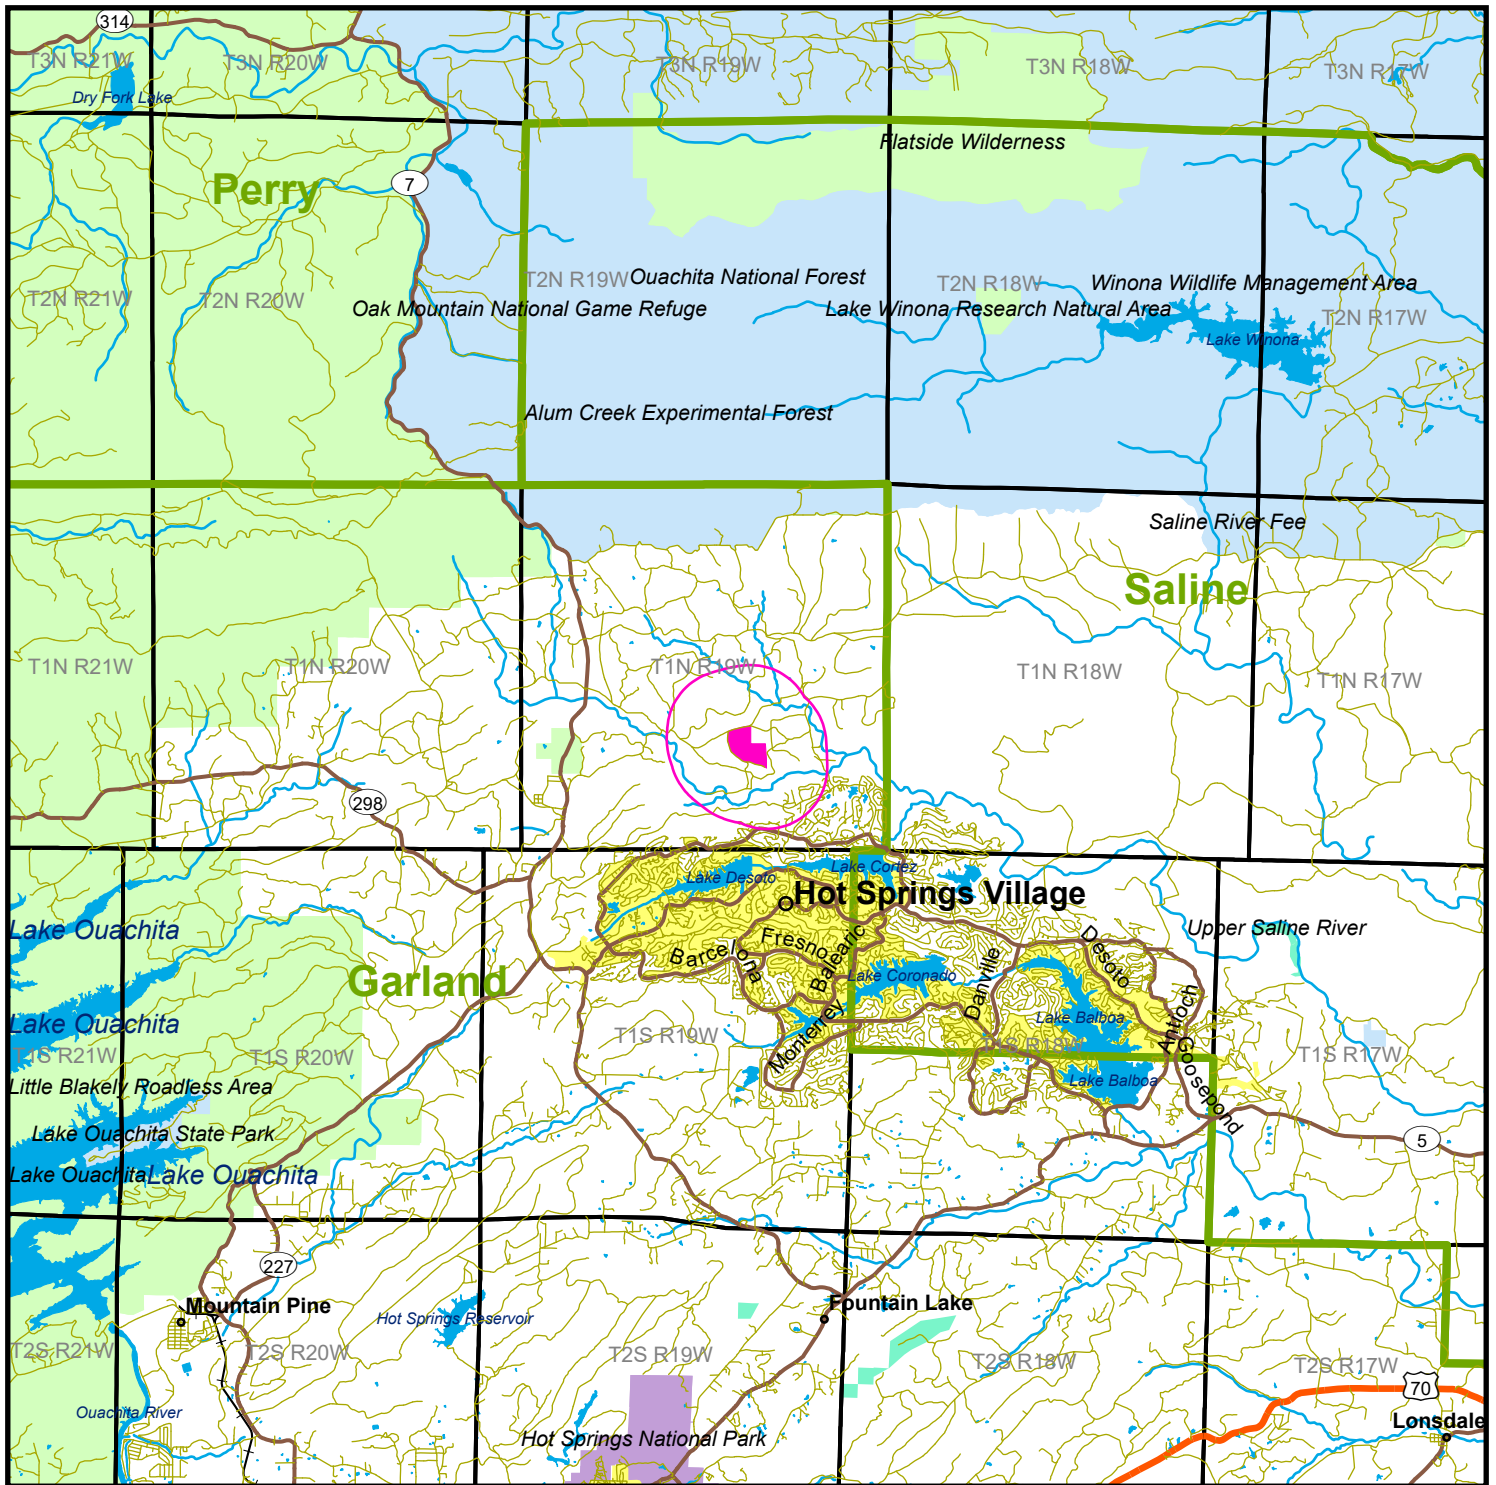 314
T3N R21W
T3N R20W
T3N R19W
T3N R18W
T3N R17W
Dry Fork Lake
Flatside Wilderness
Perry
7
T2N R21W
T2N R20W
T2N R19W
Ouachita National Forest
T2N R18W
Winona Wildlife Management Area
Oak Mountain National Game Refuge
Lake Winona Research Natural Area
T2N R17W
Lake Winona
Alum Creek Experimental Forest
Saline River Fee
Saline
T1N R21W
T1N R20W
T1N R19W
T1N R18W
T1N R17W
298
Lake Desoto
Lake Cortez
Hot Springs Village
Lake Ouachita
Upper Saline River
Fresno
Barcelona
Balearic
Desoto
Danville
Garland
Lake Coronado
Antioch
Lake Ouachita
Lake Balboa
Monterrey
T1S R21W
T1S R20W
T1S R19W
T1S R18W
T1S R17W
Goosepond
Little Blakely Roadless Area
Lake Balboa
Lake Ouachita State Park
5
Lake Ouachita
Lake Ouachita
227
Mountain Pine
Hot Springs Reservoir
Fountain Lake
T2S R21W
T2S R20W
T2S R19W
T2S R18W
T2S R17W
70
Ouachita River
Lonsdale
Hot Springs National Park